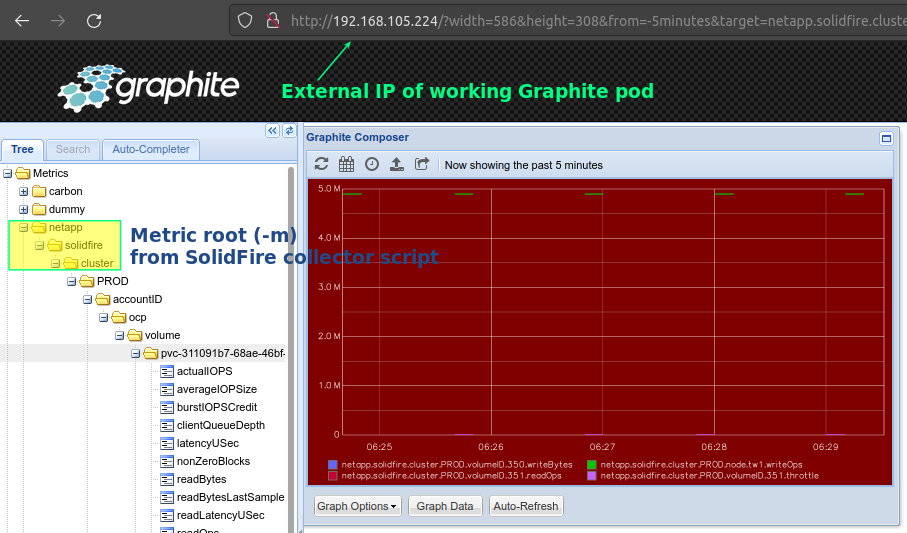 http://192.168.105.224/?width=586&height=308&from=-5minutes&target=netapp.solidfire.cluste
graphite
External IP of working Graphite pod
Tree
Search
Auto-Completer
Metrics
carbon
dummy
netapp
solidfire
cluster
PROD
accountID
ocp
volume
pvc-311091b7-68ae-46bf-
actualIOPS
averageIOPSize
burstIOPSCredit
clientQueueDepth
latencyUSec
nonZeroBlocks
readBytes
readBytesLastSample
readLatencyUSec
readOps
Metric root (-m)
from SolidFire collector script
Graphite Composer
Now showing the past 5 minutes
5.0 M
4.0 M
3.0 M
2.0 M
1.0 M
0
06:25
06:26
06:27
06:28
06:29
netapp.solidfire.cluster.PROD.volumeID.350.writeBytes
netapp.solidfire.cluster.PROD.node.tw1.writeOps
netapp.solidfire.cluster.PROD.volumeID.351.readOps
netapp.solidfire.cluster.PROD.volumeID.351.throttle
Graph Options
Graph Data
Auto-Refresh